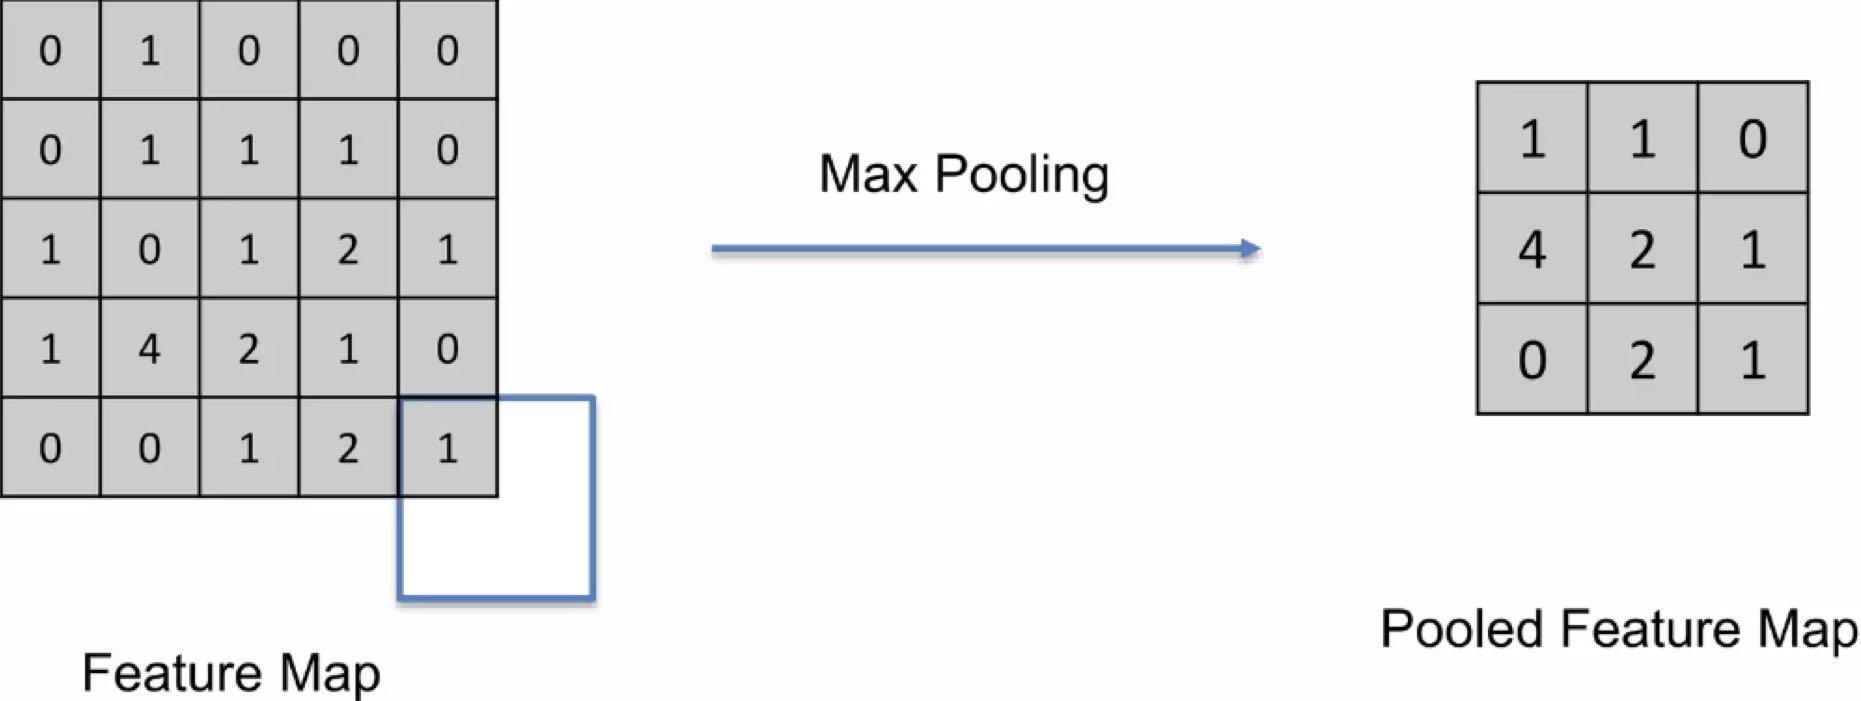 0 1 0 0 0
0 1 1 1 0
1 0 1 2 1
1 4 2 1 0
0 0 1 2 1
Feature Map
Max Pooling
1 1 0
4 2 1
0 2 1
Pooled Feature Map